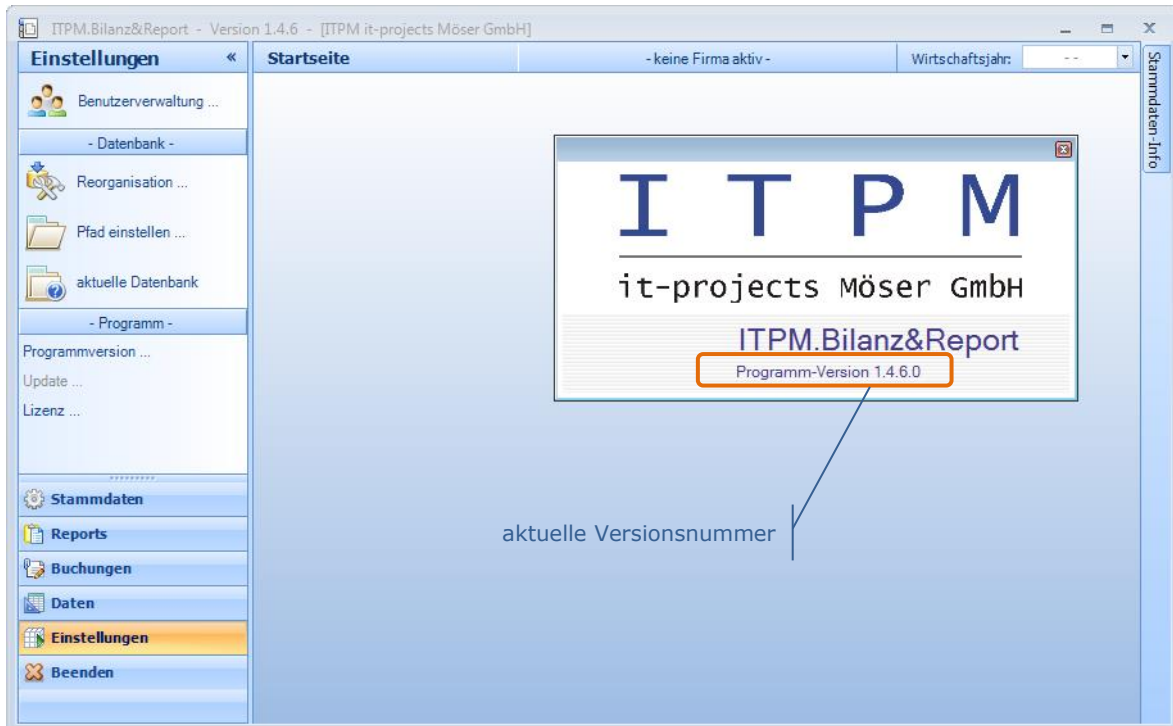 ITPM.Bilanz&Report - Version 1.4.6 - [ITPM it-projects Möser GmbH]
Einstellungen «
Startseite
- keine Firma aktiv -
Wirtschaftsjahr: - -
Stammdaten-Info
Benutzerverwaltung ...
- Datenbank -
Reorganisation ...
Pfad einstellen ...
aktuelle Datenbank
- Programm -
Programmversion ...
Update ...
Lizenz ...
Stammdaten
Reports
Buchungen
Daten
Einstellungen
Beenden
I T P M
it-projects Möser GmbH
ITPM.Bilanz&Report
Programm-Version 1.4.6.0
aktuelle Versionsnummer